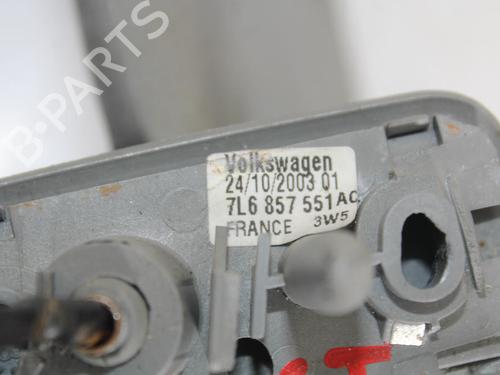 B-PARTS
Volkswagen
24/10/2003 01
7L6 857 551 AC
FRANCE 3W5